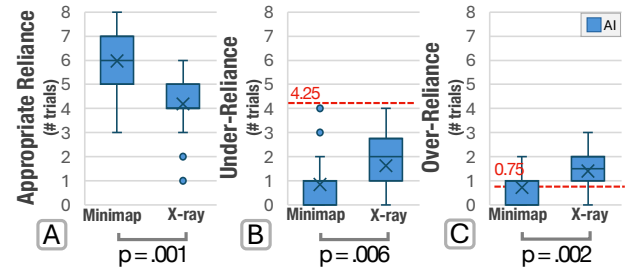 Appropriate Reliance
(# trials)
8
7
6
5
4
3
2
1
0
Minimap X-ray
A
p = .001
Under-Reliance
(# trials)
8
7
6
5
4
3
2
1
0
4.25
Minimap X-ray
B
p = .006
Over-Reliance
(# trials)
8
7
6
5
4
3
2
1
0
0.75
AI
Minimap X-ray
C
p = .002